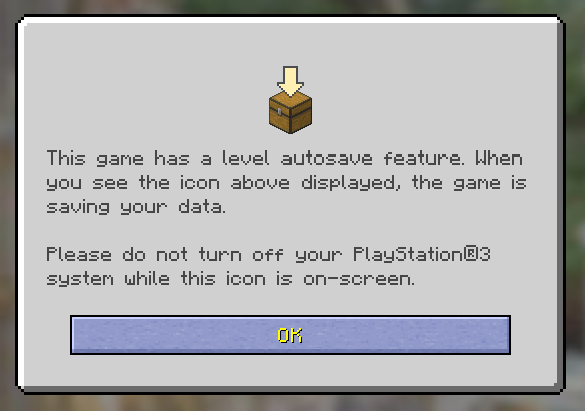 This game has a level autosave feature. When
you see the icon above displayed, the game is
saving your data.
Please do not turn off your PlayStation®3
system while this icon is on-screen.
OK